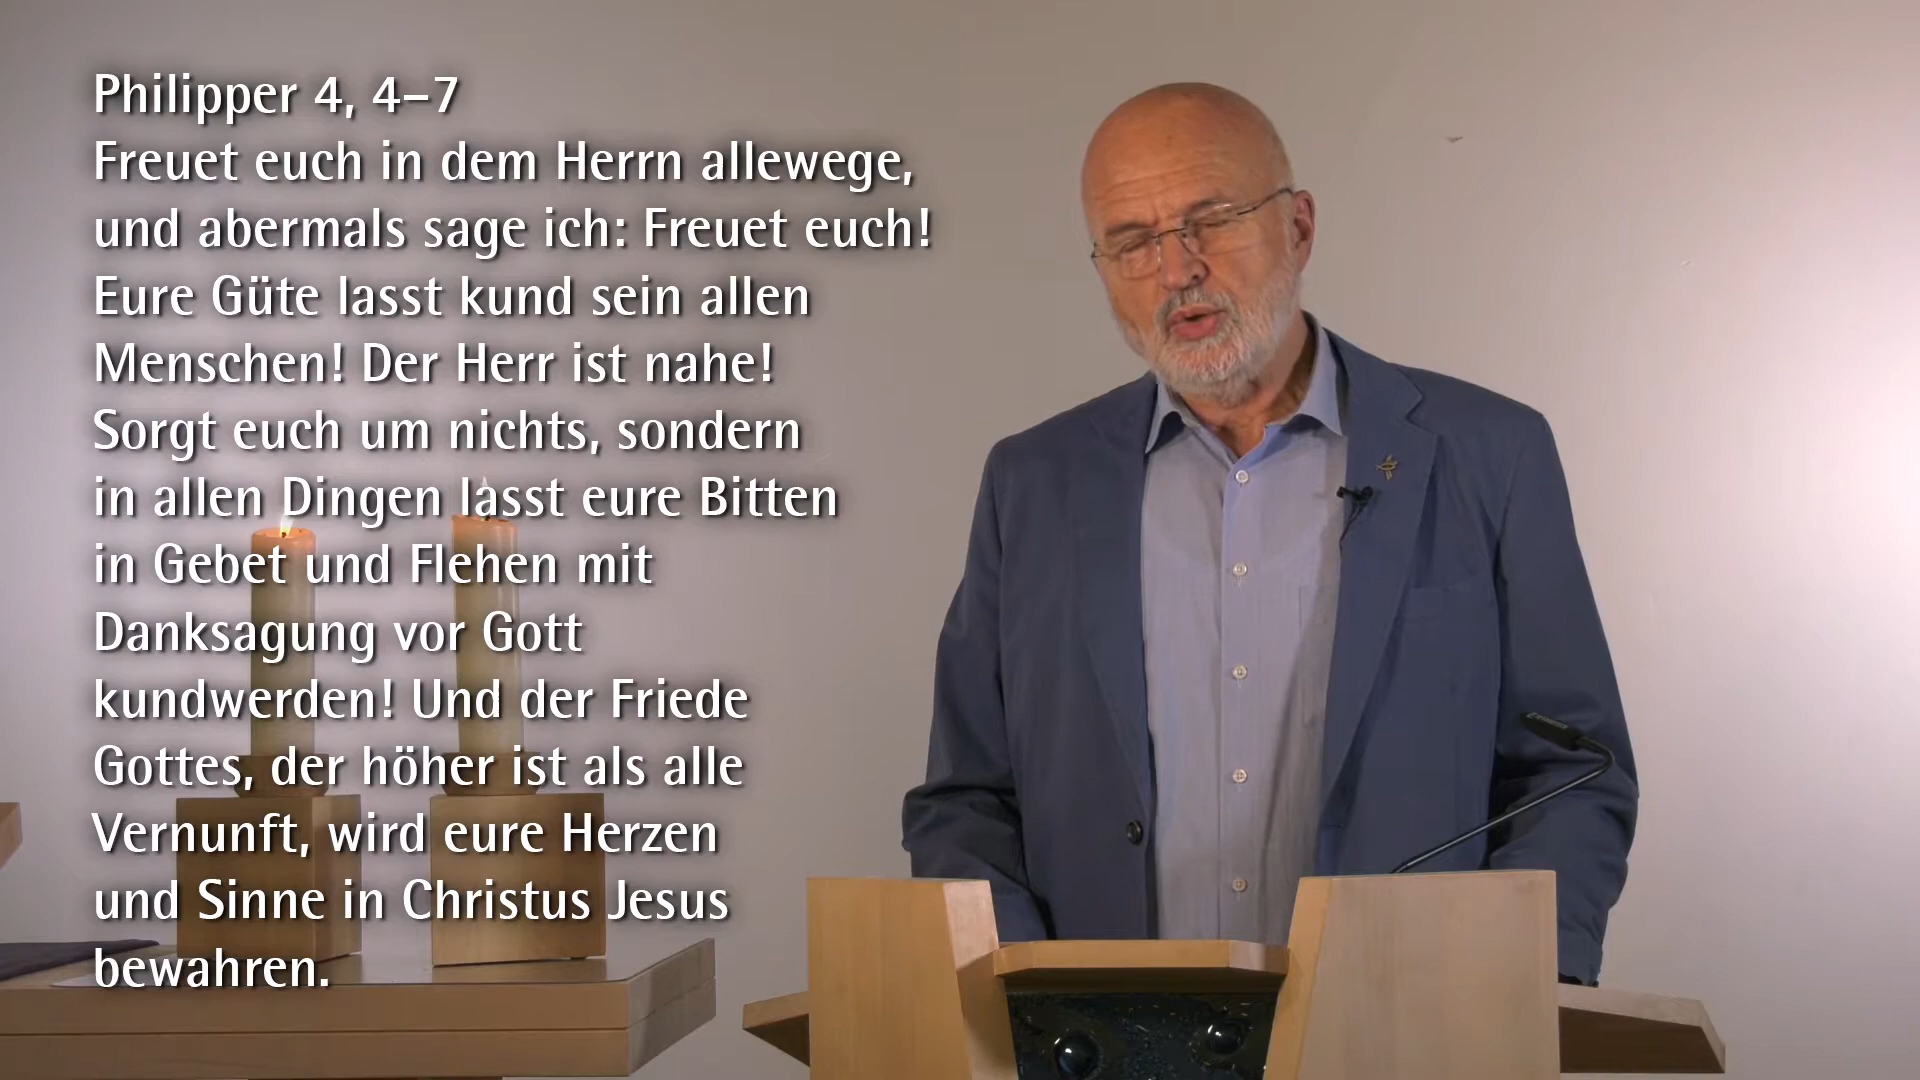 Philipper 4, 4–7
Freuet euch in dem Herrn allewege,
und abermals sage ich: Freuet euch!
Eure Güte lasst kund sein allen
Menschen! Der Herr ist nahe!
Sorgt euch um nichts, sondern
in allen Dingen lasst eure Bitten
in Gebet und Flehen mit
Danksagung vor Gott
kundwerden! Und der Friede
Gottes, der höher ist als alle
Vernunft, wird eure Herzen
und Sinne in Christus Jesus
bewahren.